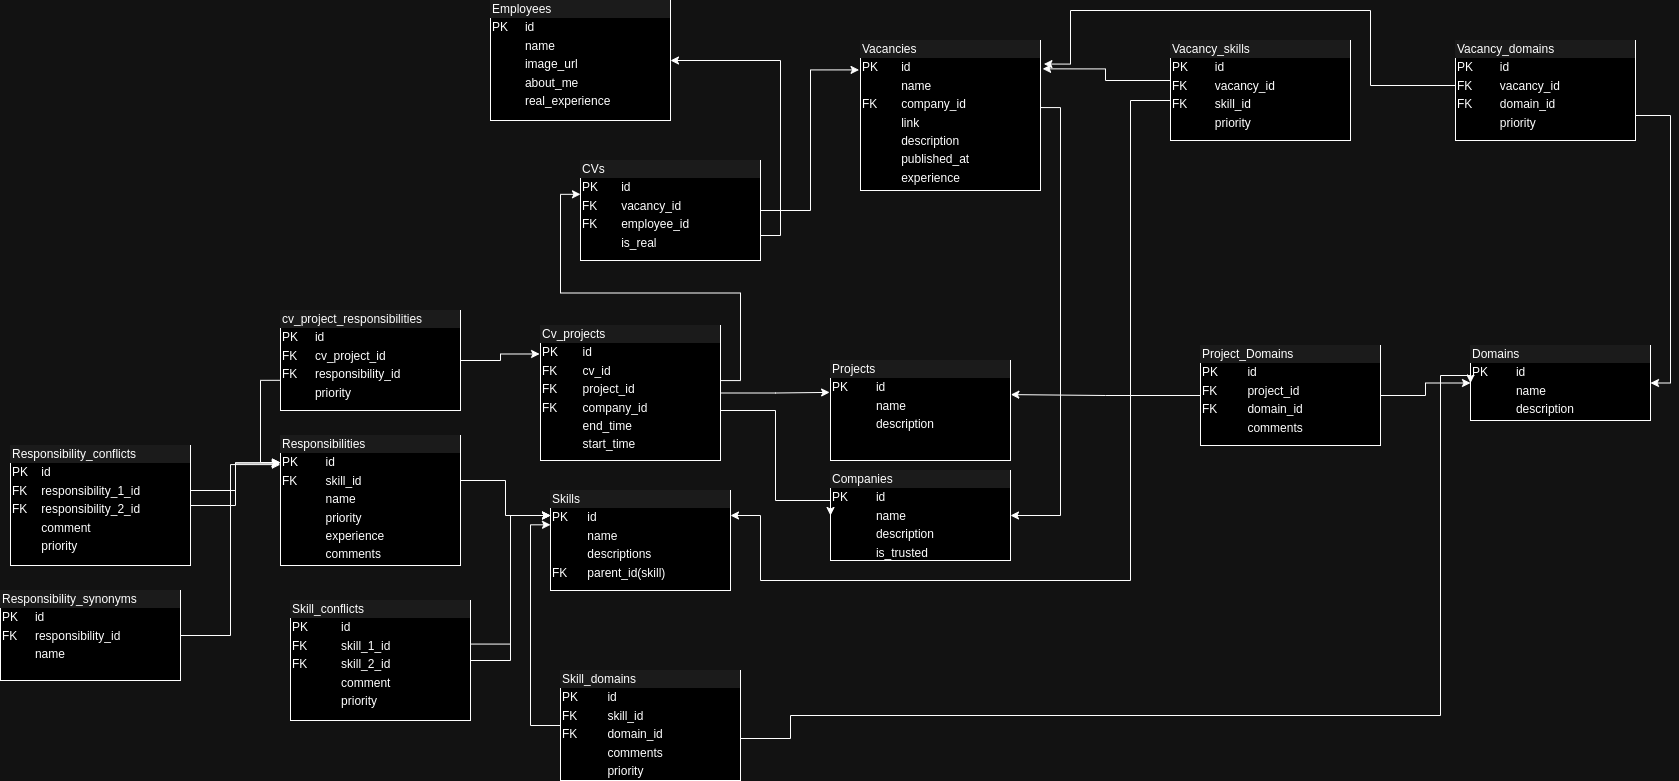 Employees
PK id
name
image_url
about_me
real_experience
Vacancies
PK id
name
FK company_id
link
description
published_at
experience
Vacancy_skills
PK id
FK vacancy_id
FK skill_id
priority
Vacancy_domains
PK id
FK vacancy_id
FK domain_id
priority
CVs
PK id
FK vacancy_id
FK employee_id
is_real
cv_project_responsibilities
PK id
FK cv_project_id
FK responsibility_id
priority
Cv_projects
PK id
FK cv_id
FK project_id
FK company_id
end_time
start_time
Projects
PK id
name
description
Project_Domains
PK id
FK project_id
FK domain_id
comments
Domains
PK id
name
description
Responsibility_conflicts
PK id
FK responsibility_1_id
FK responsibility_2_id
comment
priority
Responsibilities
PK id
FK skill_id
name
priority
experience
comments
Skills
PK id
name
descriptions
FK parent_id(skill)
Companies
PK id
name
description
is_trusted
Responsibility_synonyms
PK id
FK responsibility_id
name
Skill_conflicts
PK id
FK skill_1_id
FK skill_2_id
comment
priority
Skill_domains
PK id
FK skill_id
FK domain_id
comments
priority